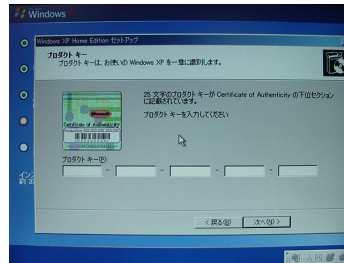 Windows
Windows XP Home Edition セットアップ
プロダクト キー
プロダクト キーは、お使いの Windows XP を一意に識別します。
25 文字のプロダクト キーが Certificate of Authenticity の下位セクション
に記載されています。
プロダクト キーを入力してください
Certificate of Authenticity
プロダクト キー(P)
- - - -
< 戻る(B)
次へ(N) >